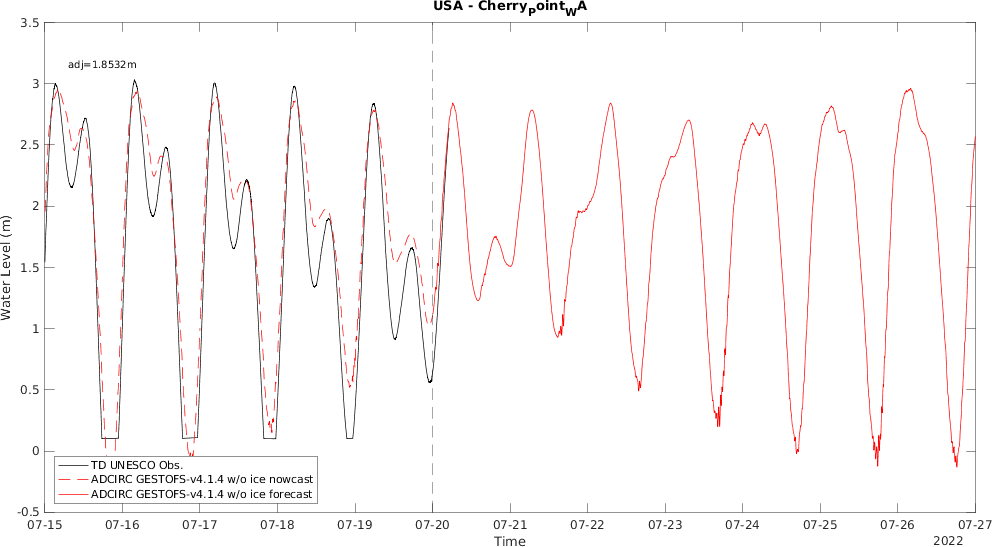 USA - CherryPointWA
3.5
adj=1.8532m
3
2.5
2
1.5
1
0.5
0
-0.5
Water Level (m)
TD UNESCO Obs.
ADCIRC GESTOFS-v4.1.4 w/o ice nowcast
ADCIRC GESTOFS-v4.1.4 w/o ice forecast
07-15 07-16 07-17 07-18 07-19 07-20 07-21 07-22 07-23 07-24 07-25 07-26 07-27
Time
2022